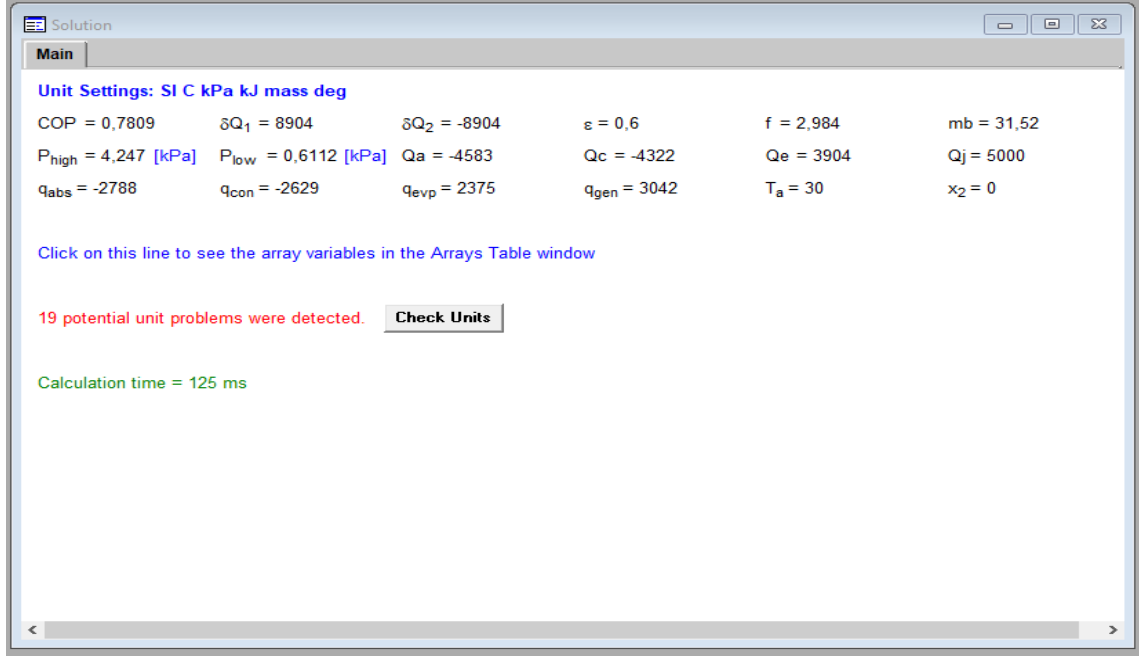 Solution
Main
Unit Settings: SI C kPa kJ mass deg
COP = 0,7809 δQ1 = 8904 δQ2 = -8904 ε = 0,6 f = 2,984 mb = 31,52
Phigh = 4,247 [kPa] Plow = 0,6112 [kPa] Qa = -4583 Qc = -4322 Qe = 3904 Qj = 5000
qabs = -2788 qcon = -2629 qevp = 2375 qgen = 3042 Ta = 30 x2 = 0
Click on this line to see the array variables in the Arrays Table window
19 potential unit problems were detected. Check Units
Calculation time = 125 ms